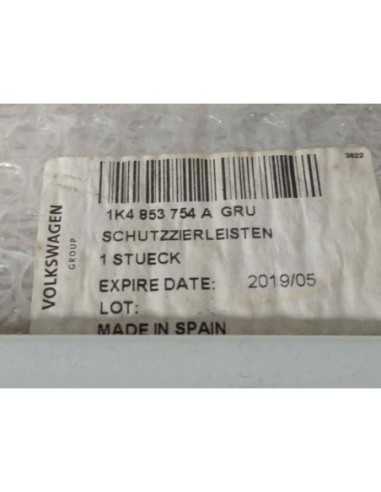 3822
1K4 853 754 A GRU
SCHUTZZIERLEISTEN
1 STUECK
EXPIRE DATE: 2019/05
LOT:
MADE IN SPAIN
VOLKSWAGEN
GROUP